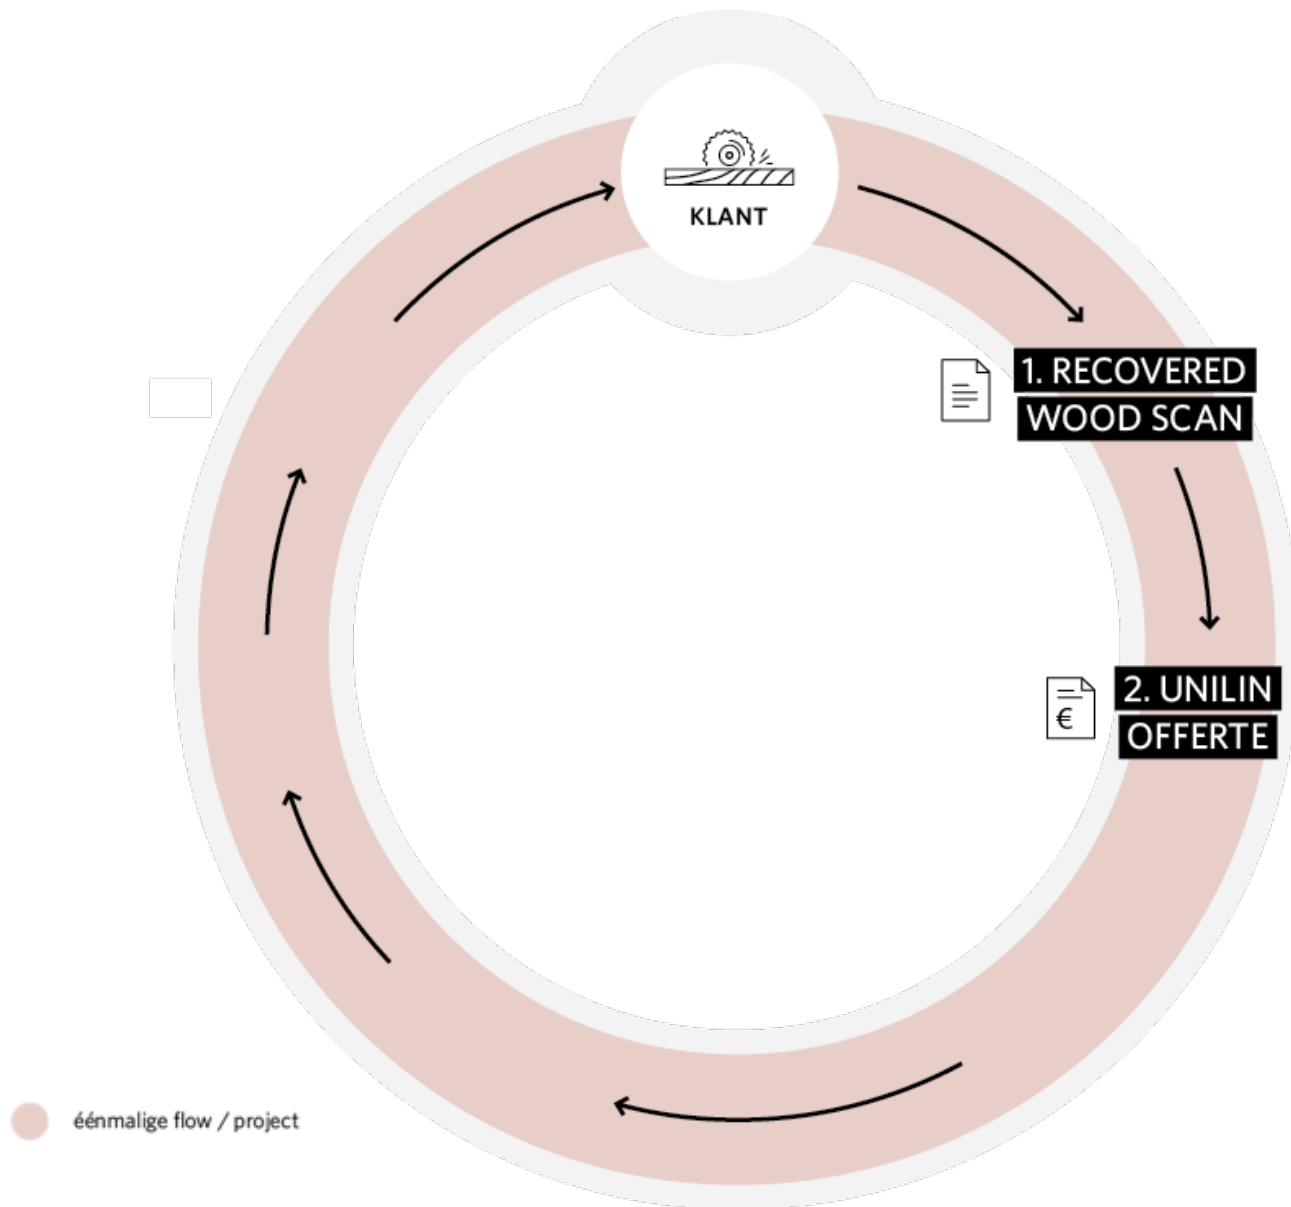 KLANT
1. RECOVERED
WOOD SCAN
€
2. UNILIN
OFFERTE
éénmalige flow / project